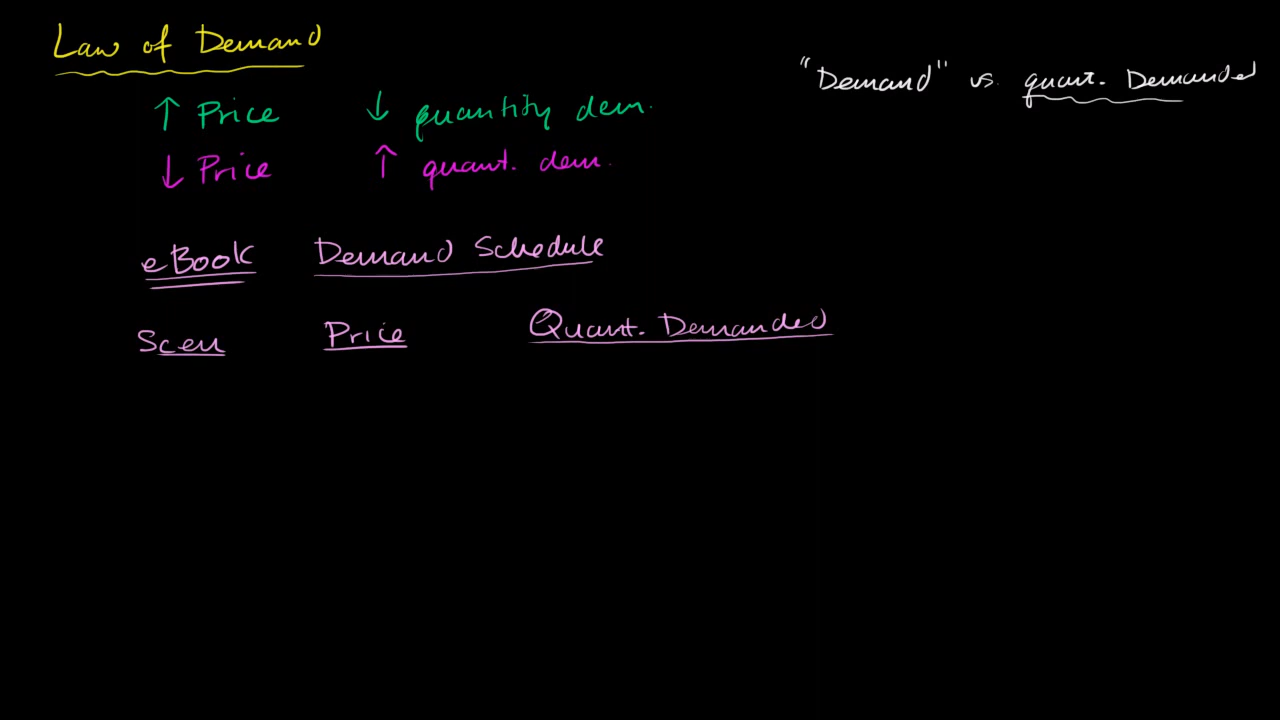 Law of Demand
"Demand" vs. quant. Demanded
↑ Price ↓ quantity dem.
↓ Price ↑ quant. dem.
eBook Demand Schedule
Scen Price Quant. Demanded